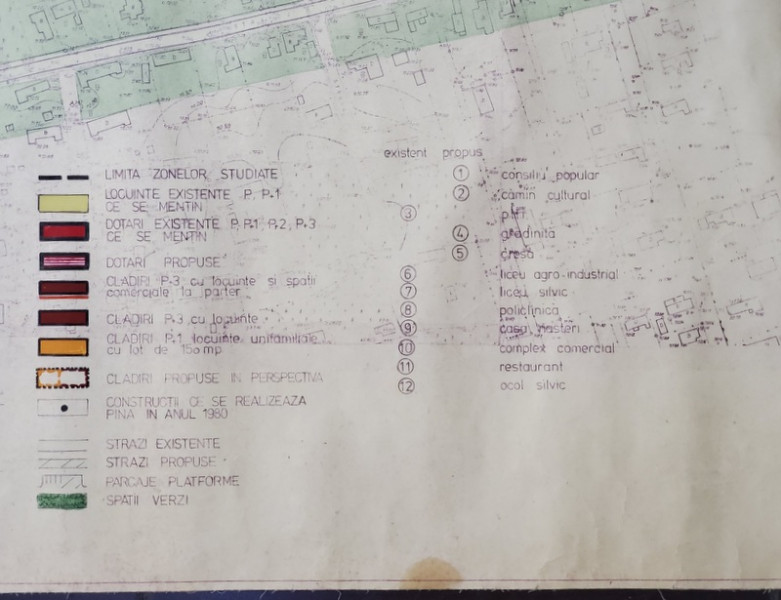 LIMITA ZONELOR STUDIATE
LOCUINTE EXISTENTE P, P+1
CE SE MENTIN
DOTARI EXISTENTE P, P+1, P+2, P+3
CE SE MENTIN
DOTARI PROPUSE
CLADIRI P+3 cu locuinte si spatii
comerciale la parter
CLADIRI P+3 cu locuinte
CLADIRI P+1 locuinte unifamiliale
cu lot de 150 mp
CLADIRI PROPUSE IN PERSPECTIVA
CONSTRUCTII CE SE REALIZEAZA
PINA IN ANUL 1980
STRAZI EXISTENTE
STRAZI PROPUSE
PARCAJE PLATFORME
SPATII VERZI
existent propus
1 consiliu popular
2 camin cultural
3
4 gradinita
5 cresa
6 liceu agro-industrial
7 liceu silvic
8 policlinica
9 casa nasteri
10 complex comercial
11 restaurant
12 ocol silvic